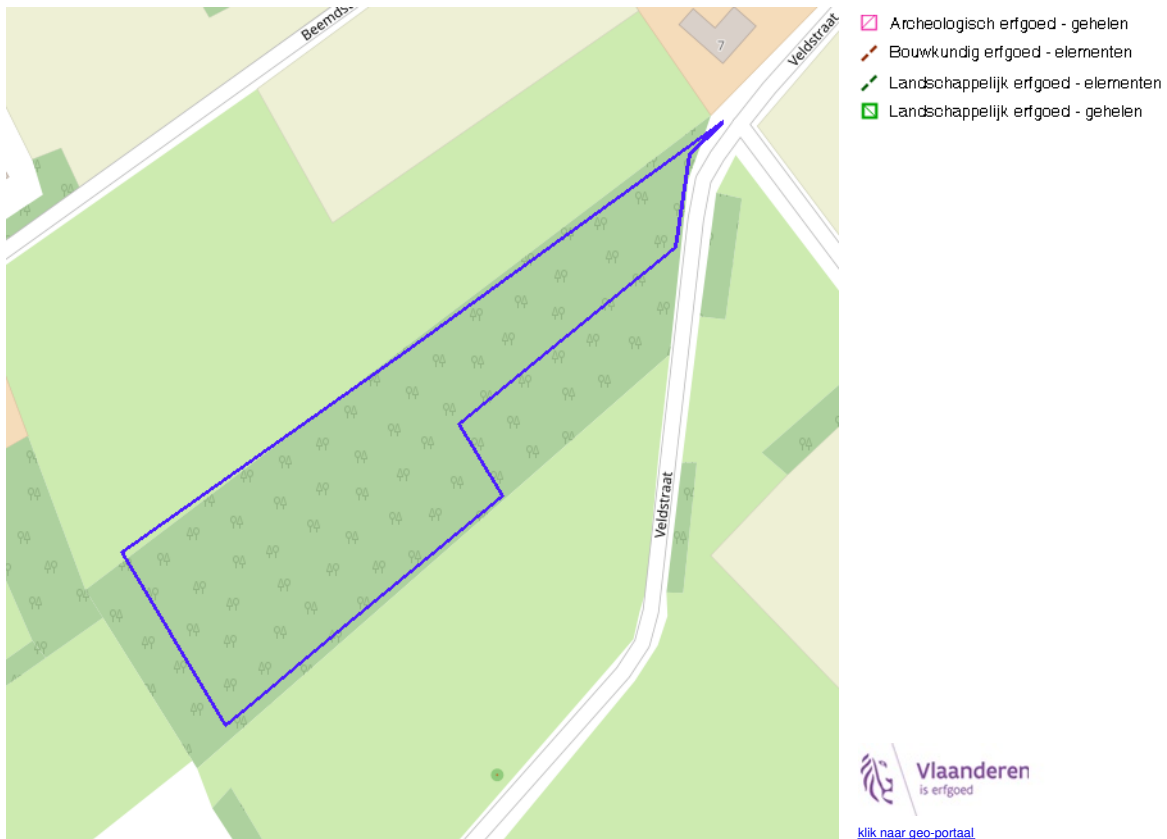 Beemdst
7
Veldstraat
Veldstraat
Archeologisch erfgoed - gehelen
Bouwkundig erfgoed - elementen
Landschappelijk erfgoed - elementen
Landschappelijk erfgoed - gehelen
Vlaanderen
is erfgoed
klik naar geo-portaal